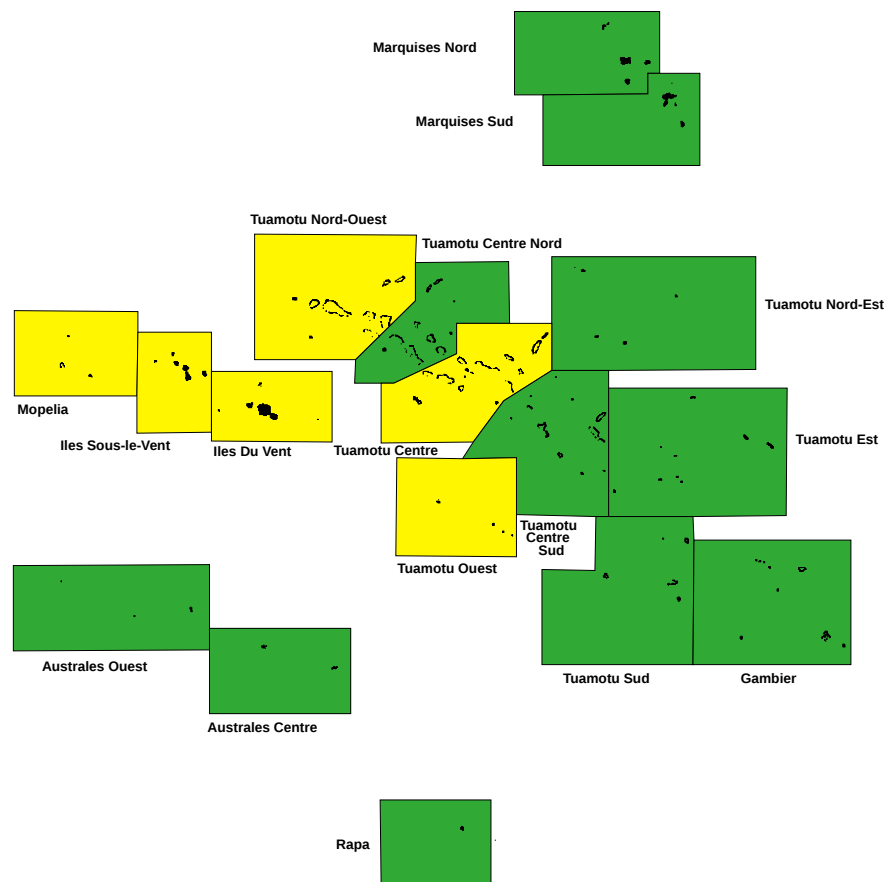 Marquises Nord
Marquises Sud
Tuamotu Nord-Ouest
Tuamotu Centre Nord
Tuamotu Nord-Est
Mopelia
Iles Sous-le-Vent
Iles Du Vent
Tuamotu Centre
Tuamotu Est
Tuamotu
Centre
Sud
Tuamotu Ouest
Australes Ouest
Tuamotu Sud
Gambier
Australes Centre
Rapa